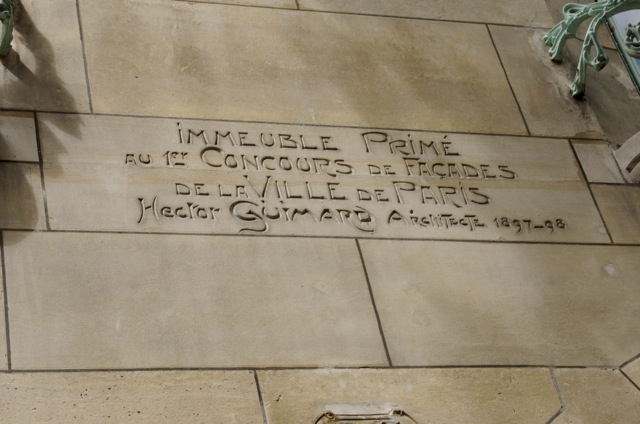 IMMEUBLE PRIMÉ
AU 1ER CONCOURS DE FAÇADES
DE LA VILLE DE PARIS
HECTOR GUIMARD ARCHITECTE 1897-98